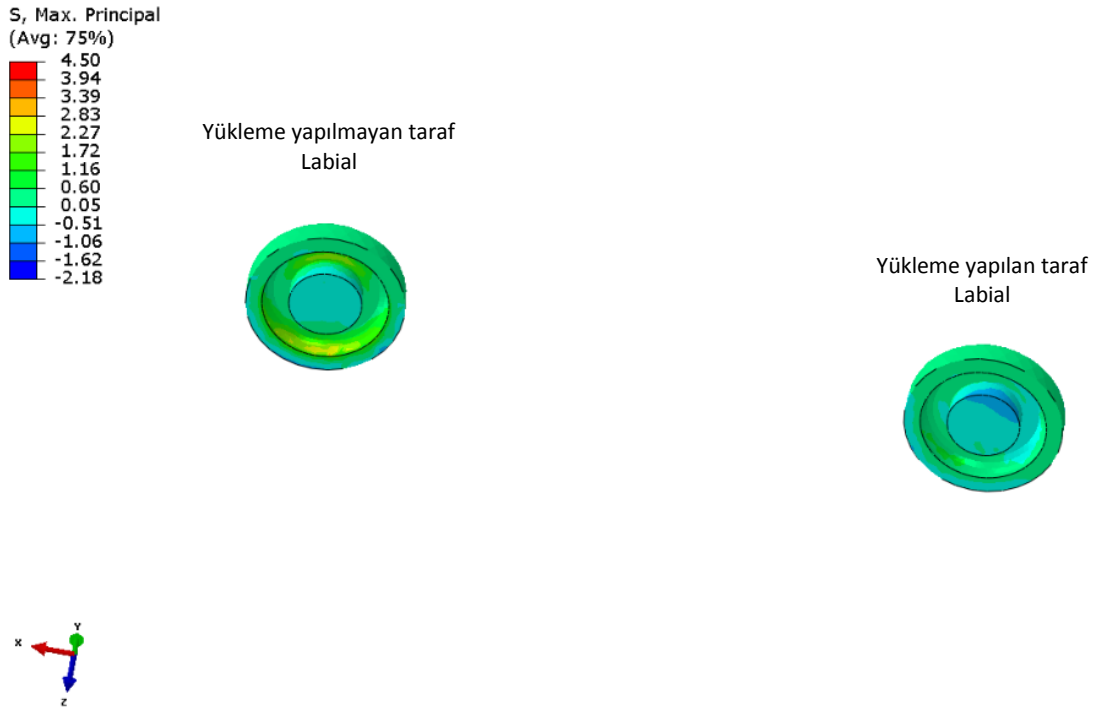 S, Max. Principal
(Avg: 75%)
4.50
3.94
3.39
2.83
2.27
1.72
1.16
0.60
0.05
-0.51
-1.06
-1.62
-2.18
Yükleme yapılmayan taraf
Labial
Yükleme yapılan taraf
Labial
Y
X
Z